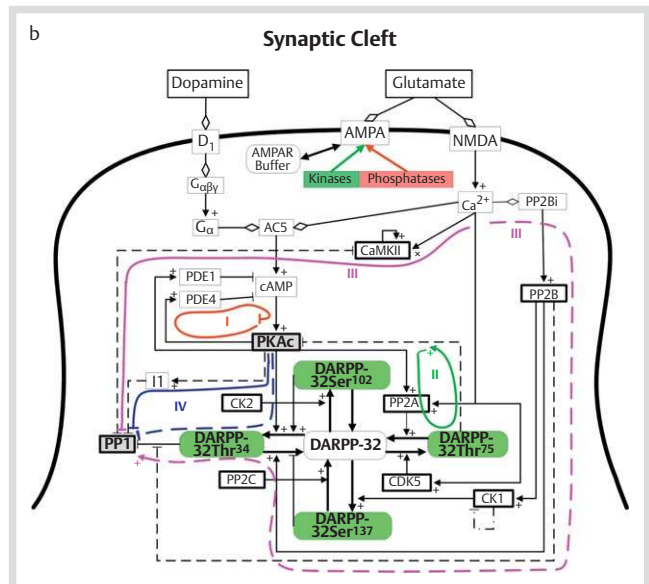 b
Synaptic Cleft
Dopamine
Glutamate
D1
AMPA
NMDA
AMPAR
Buffer
Kinases
Phosphatases
Gαβγ
Ca2+
PP2Bi
Gα
AC5
CaMKII
III
III
PDE1
PDE4
cAMP
PP2B
I
PKAc
I1
IV
CK2
DARPP-
32Ser102
PP2A
II
PP1
DARPP-
32Thr34
DARPP-32
DARPP-
32Thr75
PP2C
CDK5
CK1
DARPP-
32Ser137